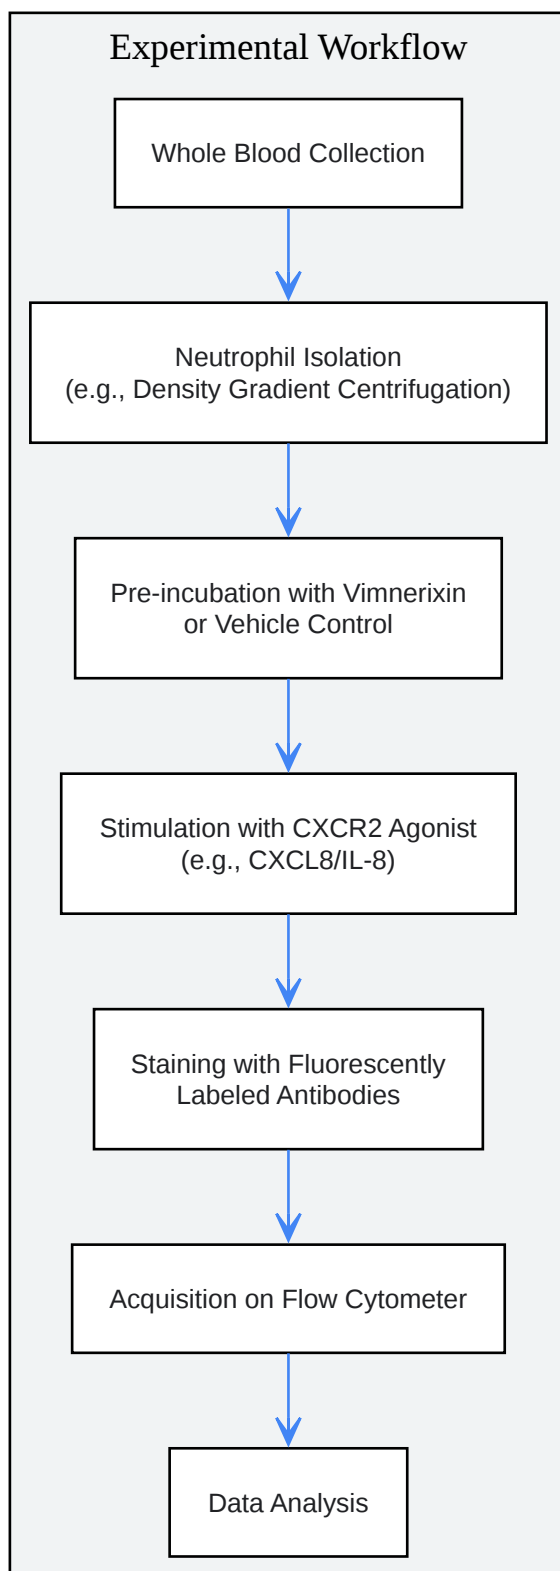 Experimental Workflow
Whole Blood Collection
Neutrophil Isolation
(e.g., Density Gradient Centrifugation)
Pre-incubation with Vimnerixin
or Vehicle Control
Stimulation with CXCR2 Agonist
(e.g., CXCL8/IL-8)
Staining with Fluorescently
Labeled Antibodies
Acquisition on Flow Cytometer
Data Analysis